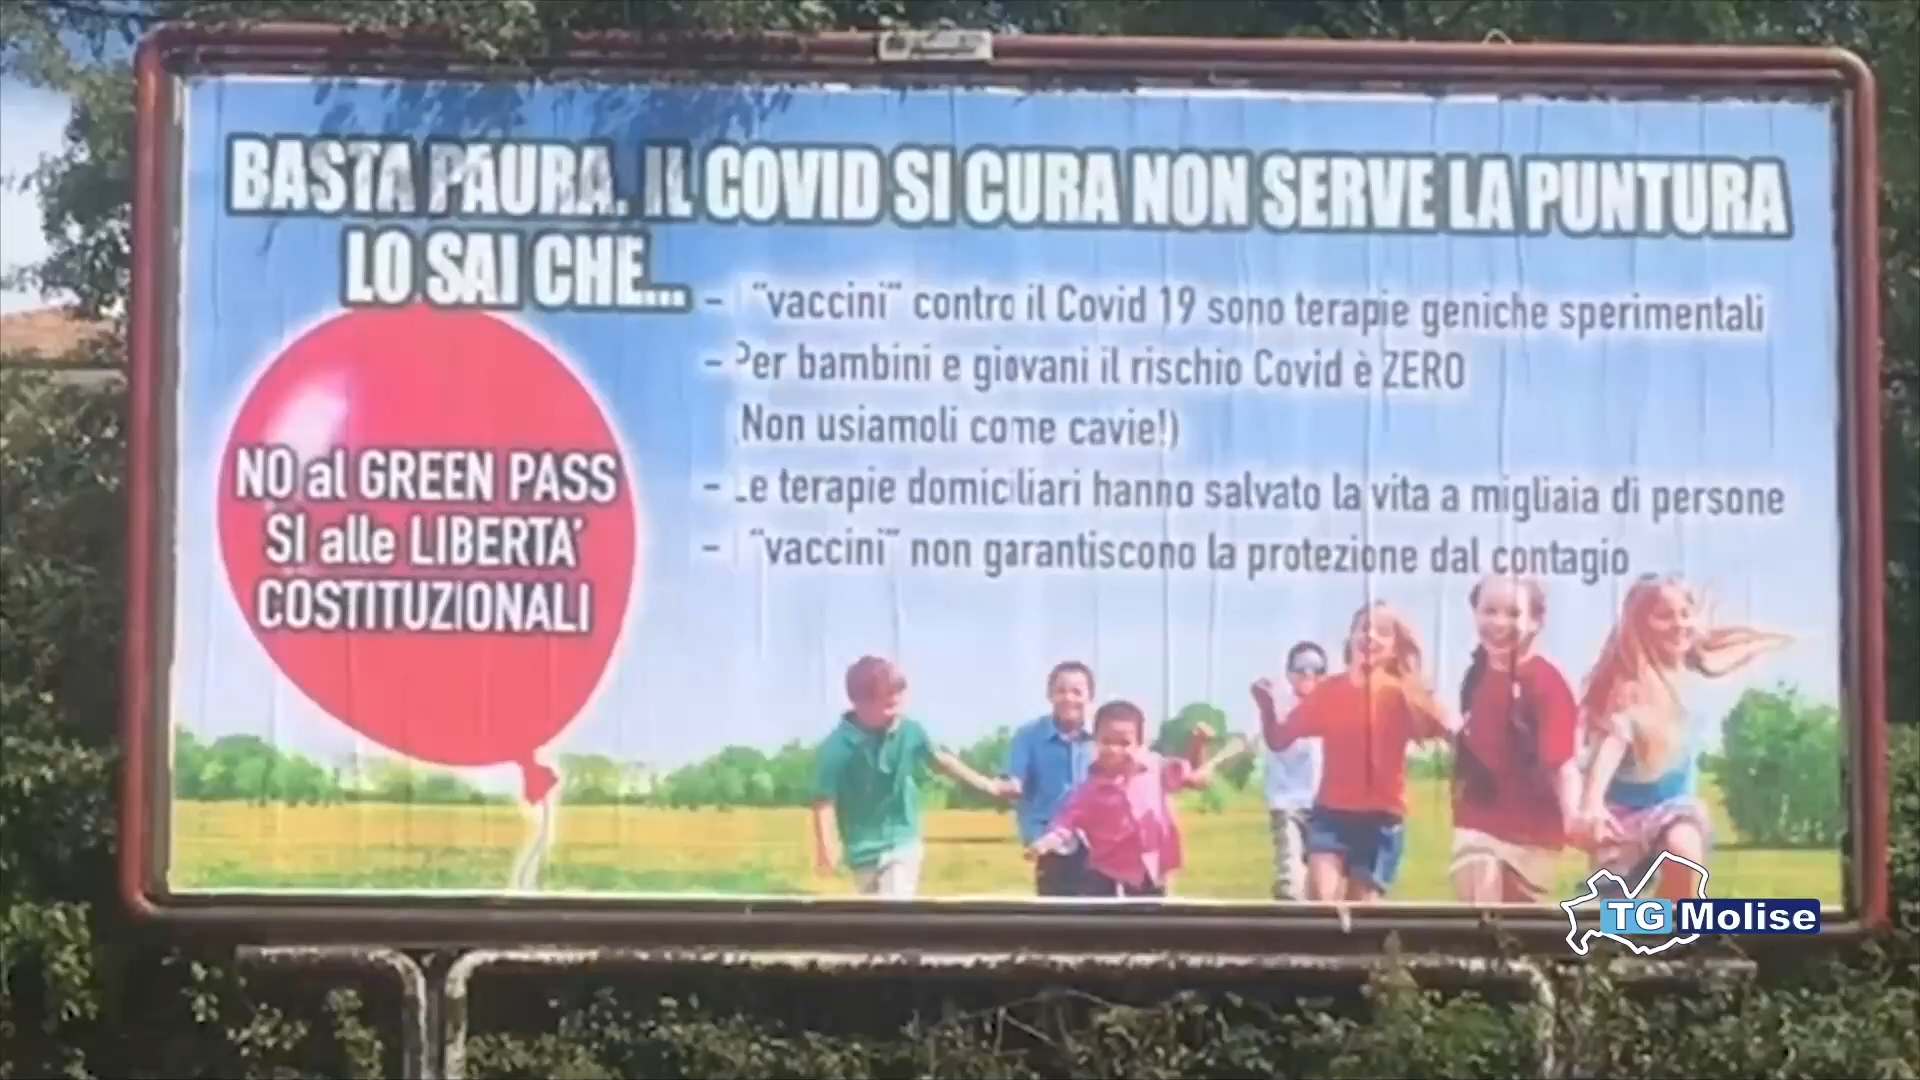 BASTA PAURA. IL COVID SI CURA NON SERVE LA PUNTURA
LO SAI CHE...
- I "vaccini" contro il Covid 19 sono terapie geniche sperimentali
- Per bambini e giovani il rischio Covid è ZERO
(Non usiamoli come cavie!)
- Le terapie domiciliari hanno salvato la vita a migliaia di persone
- I "vaccini" non garantiscono la protezione dal contagio
NO al GREEN PASS
SI alle LIBERTA'
COSTITUZIONALI
TG Molise